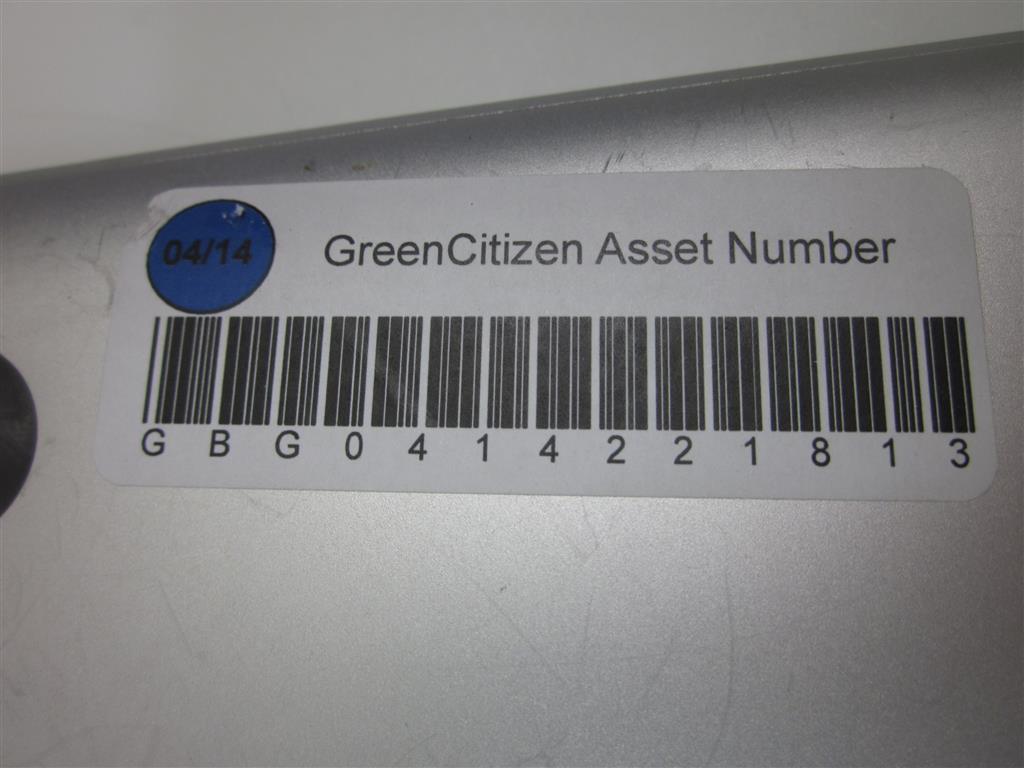 04/14
GreenCitizen Asset Number
GBG0414221813